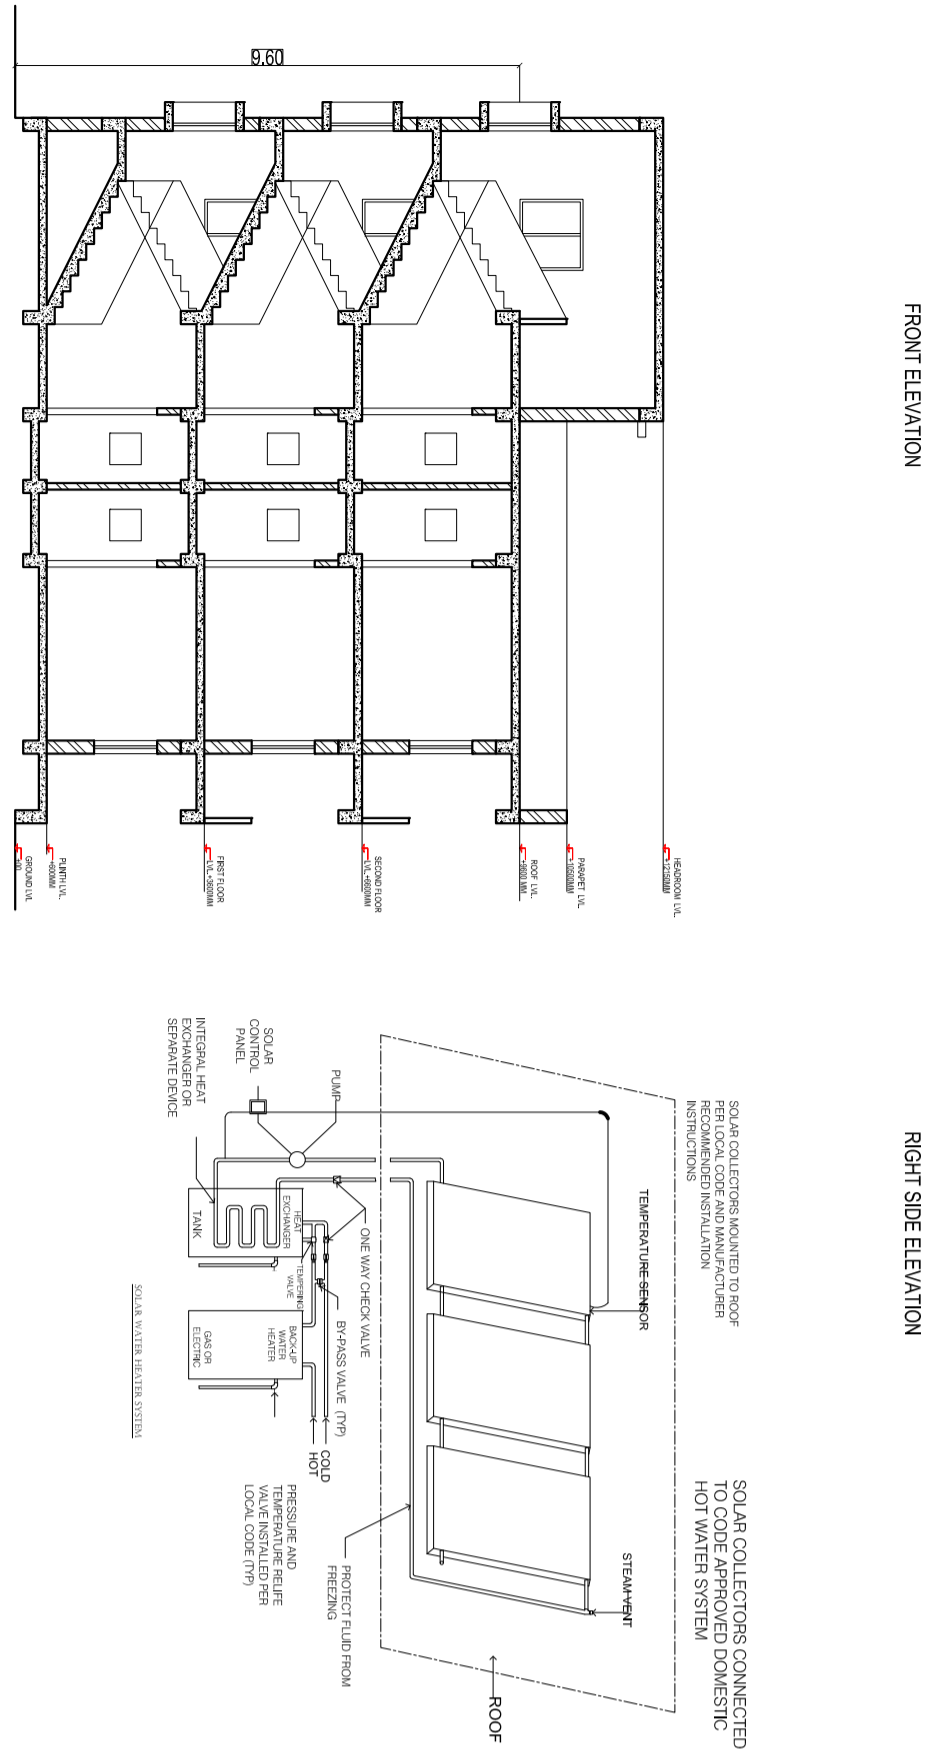 FRONT ELEVATION
RIGHT SIDE ELEVATION
9.60
HEADROOM LVL.
+12150MM
PARAPET LVL.
+10500MM
ROOF LVL.
+9600 MM
SECOND FLOOR
LVL.+6600MM
FIRST FLOOR
LVL.+3600MM
PLINTH LVL.
+600MM
GROUND LVL
±00
SOLAR COLLECTORS CONNECTED
TO CODE APPROVED DOMESTIC
HOT WATER SYSTEM
SOLAR COLLECTORS MOUNTED TO ROOF
PER LOCAL CODE AND MANUFACTURER
RECOMMENDED INSTALLATION
INSTRUCTIONS
TEMPERATURE SENSOR
STEAM VENT
ROOF
PUMP
SOLAR
CONTROL
PANEL
INTEGRAL HEAT
EXCHANGER OR
SEPARATE DEVICE
ONE WAY CHECK VALVE
BY-PASS VALVE (TYP)
PROTECT FLUID FROM
FREEZING
COLD
HOT
HEAT
EXCHANGER
TANK
TEMPERING
VALVE
BACK-UP
WATER
HEATER
GAS OR
ELECTRIC
PRESSURE AND
TEMPERATURE RELIFE
VALVE INSTALLED PER
LOCAL CODE (TYP)
SOLAR WATER HEATER SYSTEM